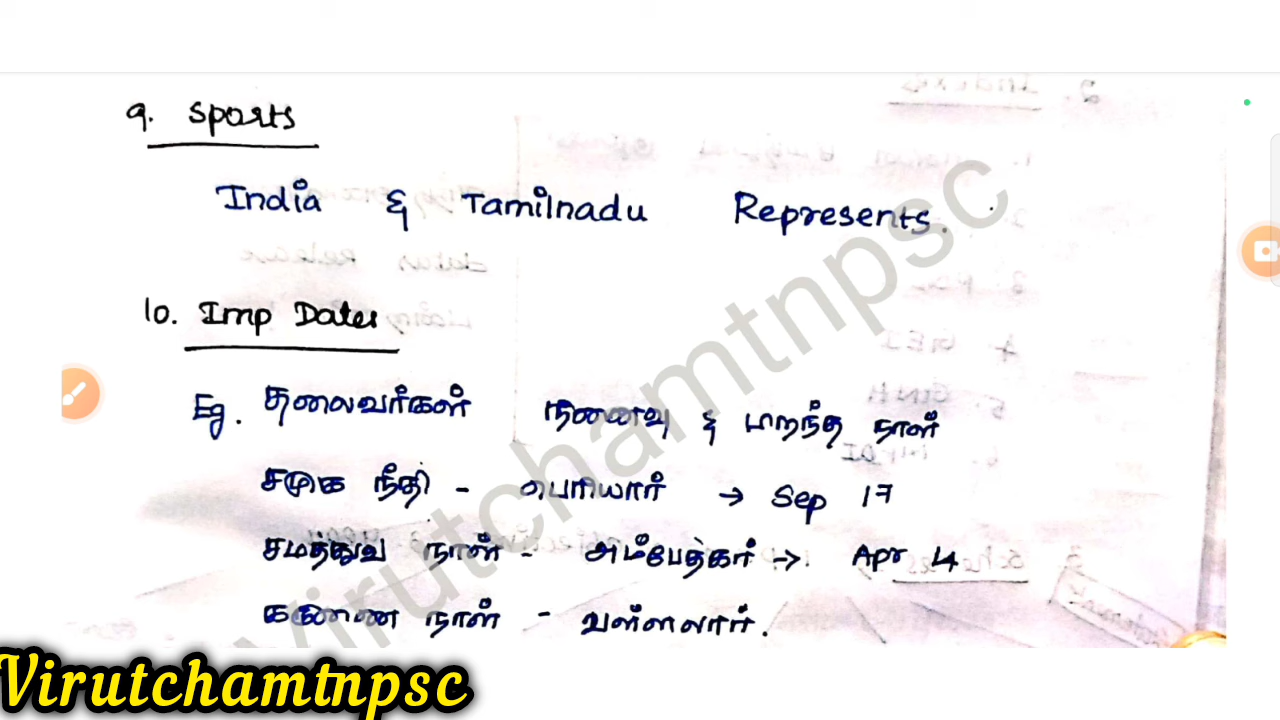 9. Sports
India & Tamilnadu Represents.
10. Imp Dates
Eg. தலைவர்கள் நினைவு & பிறந்த நாள்
சமூக நீதி - பெரியார் → Sep 17
சமத்துவ நாள் - அம்பேத்கர் → Apr 14
கருணை நாள் - வள்ளலார்.
Virutchamtnpsc
Virutchamtnpsc